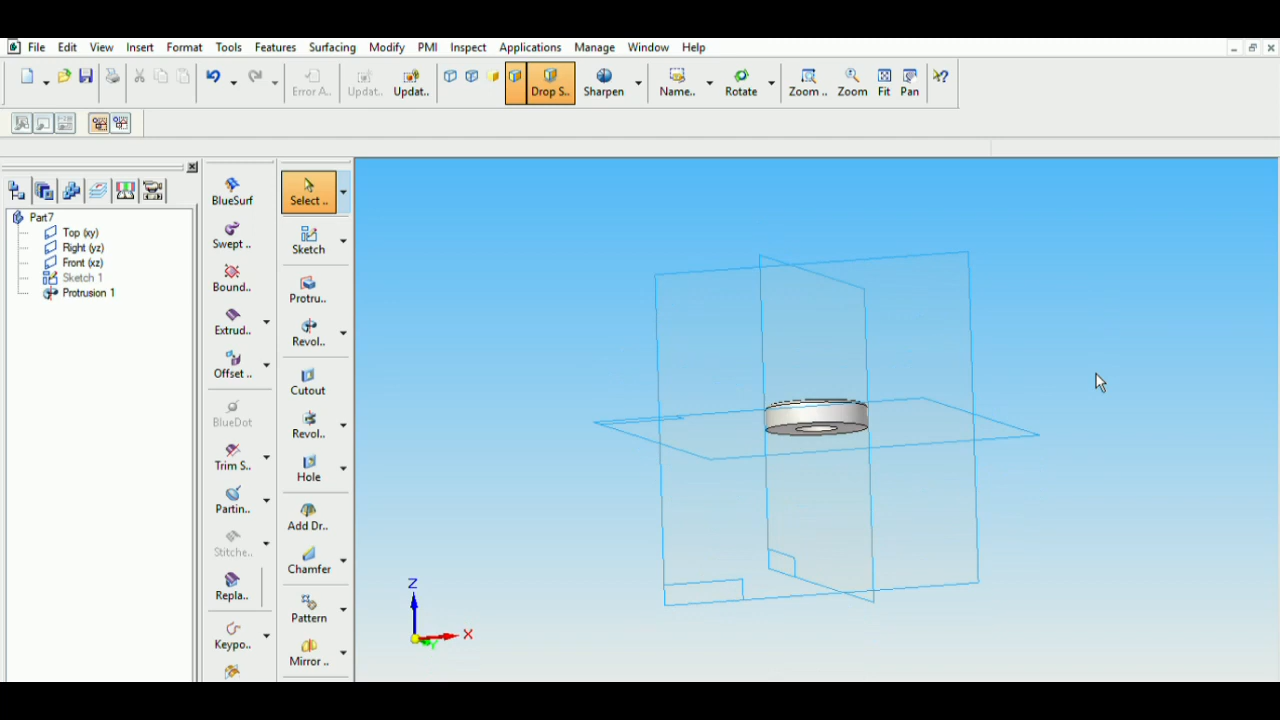 File Edit View Insert Format Tools Features Surfacing Modify PMI Inspect Applications Manage Window Help
Error A.. Updat.. Updat.. Drop S.. Sharpen Name.. Rotate Zoom .. Zoom Fit Pan
Part7
Top (xy)
Right (yz)
Front (xz)
Sketch 1
Protrusion 1
BlueSurf
Swept ..
Bound..
Extrud..
Offset ..
BlueDot
Trim S..
Partin..
Stitche..
Repla..
Keypo..
Select ..
Sketch
Protru..
Revol..
Cutout
Revol..
Hole
Add Dr..
Chamfer
Pattern
Mirror ..
Z
X
Y